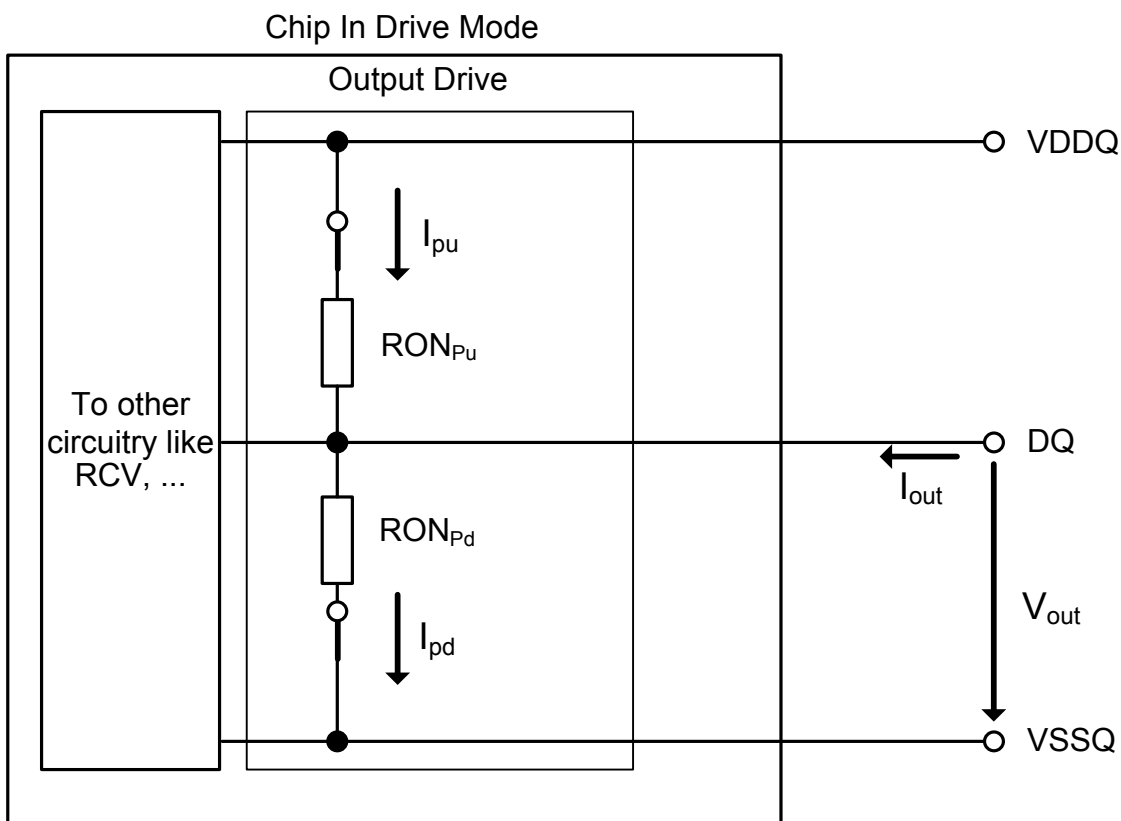 Chip In Drive Mode
Output Drive
VDDQ
Ipu
RONPu
To other
circuitry like
RCV, ...
DQ
Iout
RONPd
Vout
Ipd
VSSQ